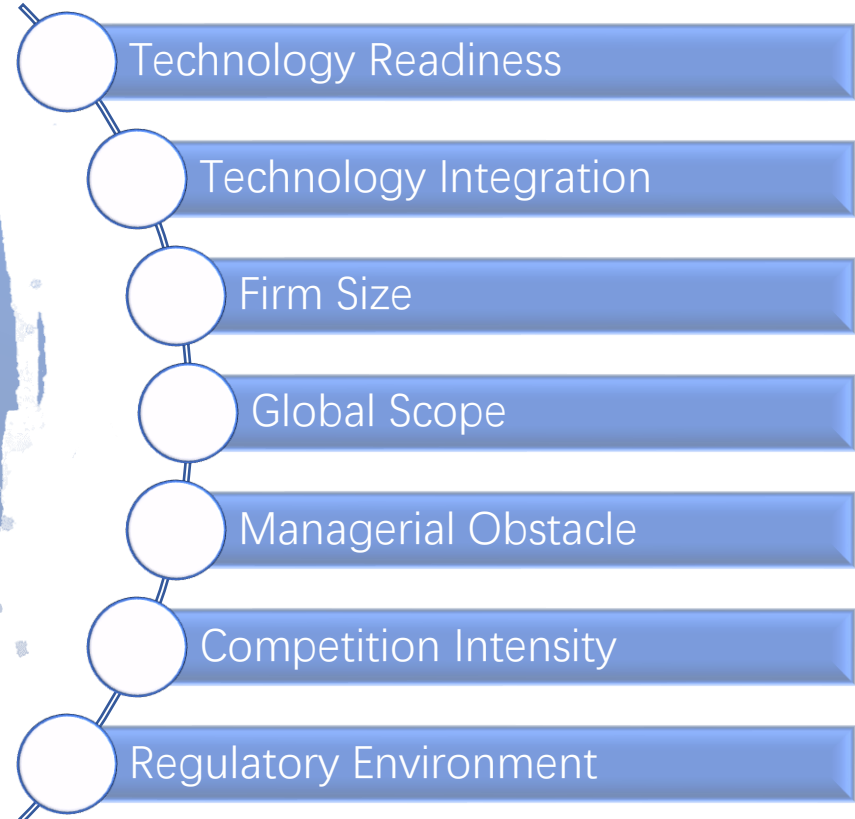 Technology Readiness
Technology Integration
Firm Size
Global Scope
Managerial Obstacle
Competition Intensity
Regulatory Environment